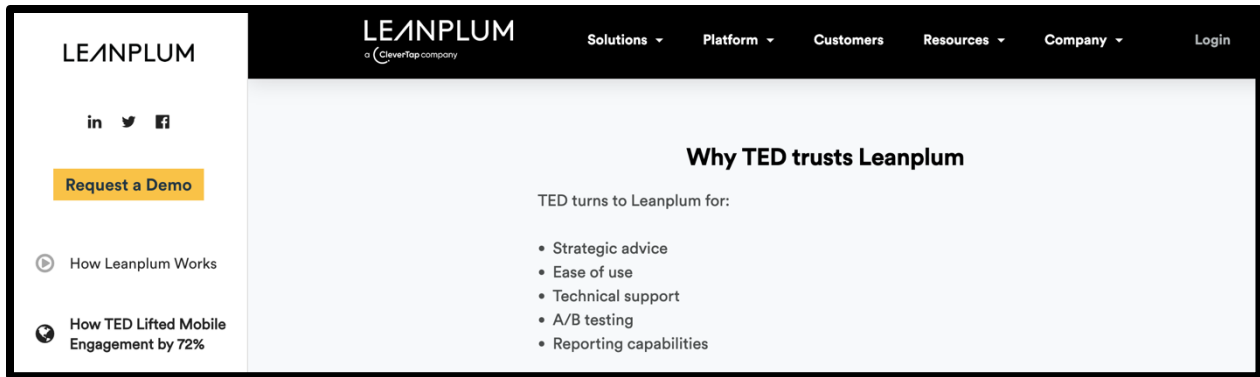 LEANPLUM
in
Request a Demo
How Leanplum Works
How TED Lifted Mobile
Engagement by 72%
LEANPLUM
a CleverTap company
Solutions
Platform
Customers
Resources
Company
Login
Why TED trusts Leanplum
TED turns to Leanplum for:
• Strategic advice
• Ease of use
• Technical support
• A/B testing
• Reporting capabilities